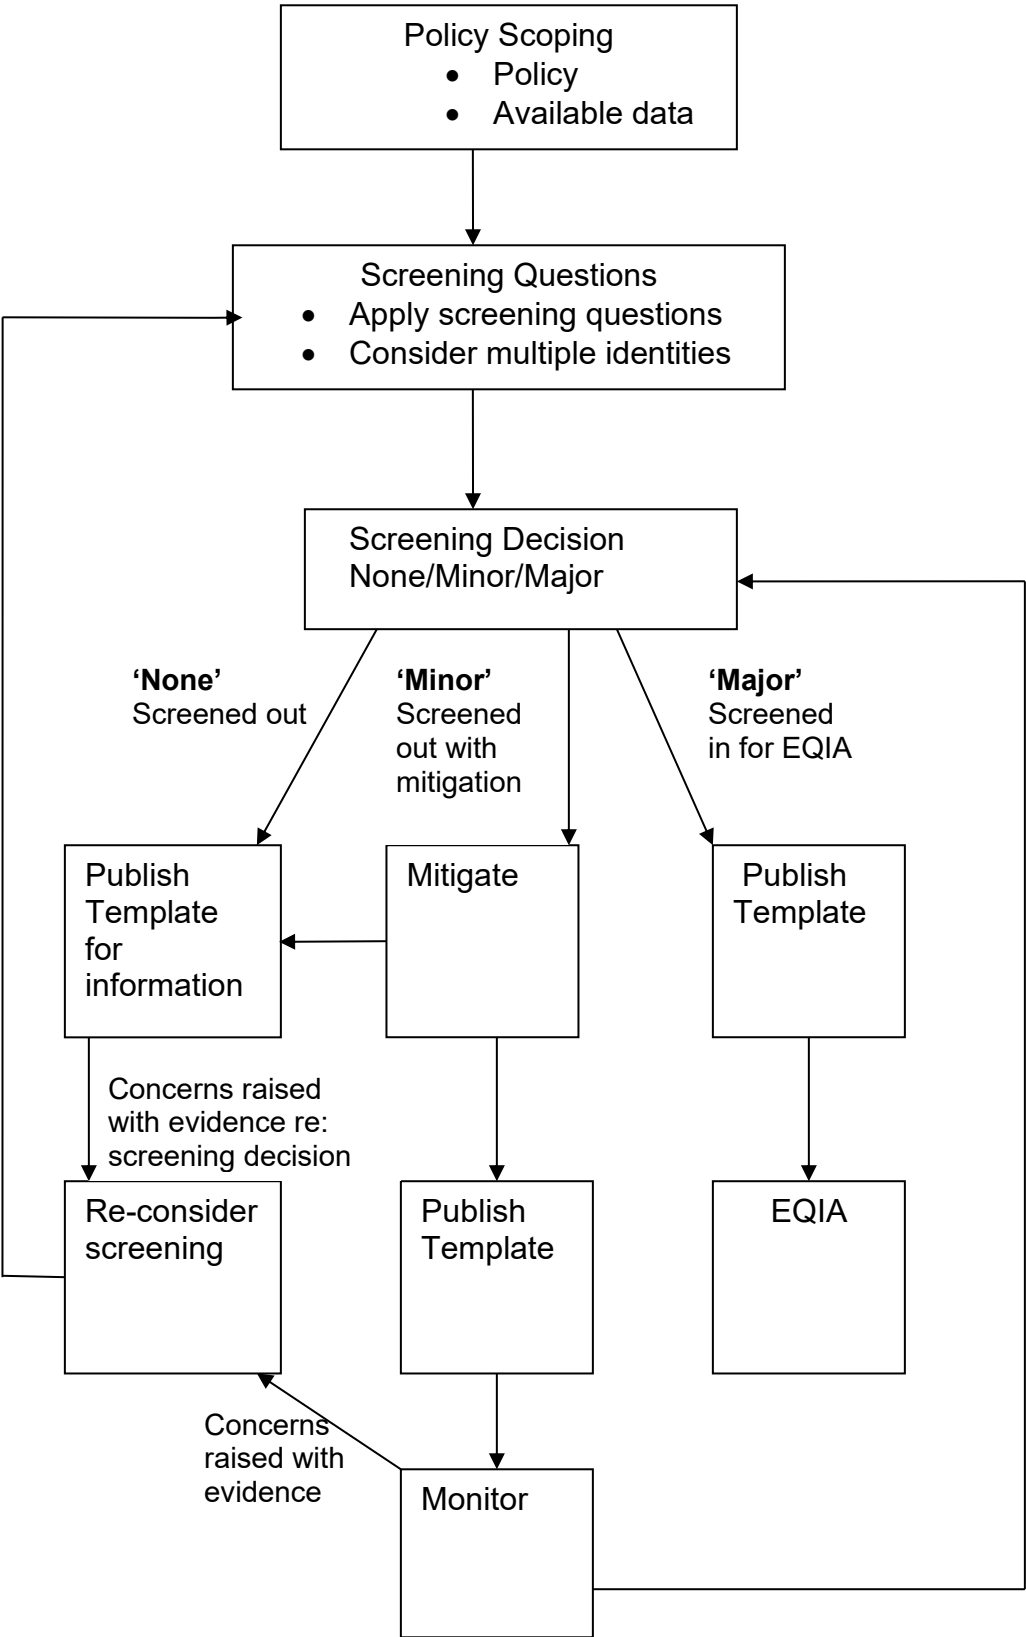 Policy Scoping
• Policy
• Available data
Screening Questions
• Apply screening questions
• Consider multiple identities
Screening Decision
None/Minor/Major
‘None’
Screened out
‘Minor’
Screened
out with
mitigation
‘Major’
Screened
in for EQIA
Publish
Template
for
information
Mitigate
Publish
Template
Concerns raised
with evidence re:
screening decision
Re-consider
screening
Publish
Template
EQIA
Concerns
raised with
evidence
Monitor